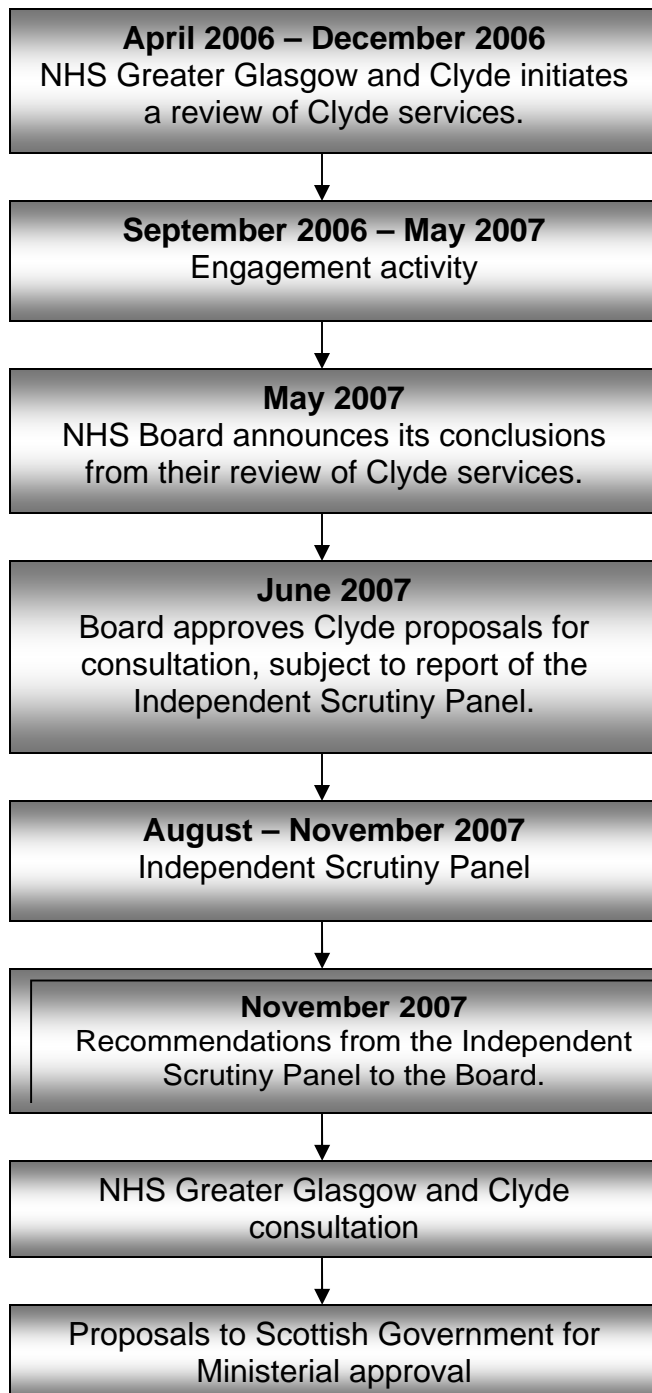 April 2006 – December 2006
NHS Greater Glasgow and Clyde initiates
a review of Clyde services.
September 2006 – May 2007
Engagement activity
May 2007
NHS Board announces its conclusions
from their review of Clyde services.
June 2007
Board approves Clyde proposals for
consultation, subject to report of the
Independent Scrutiny Panel.
August – November 2007
Independent Scrutiny Panel
November 2007
Recommendations from the Independent
Scrutiny Panel to the Board.
NHS Greater Glasgow and Clyde
consultation
Proposals to Scottish Government for
Ministerial approval